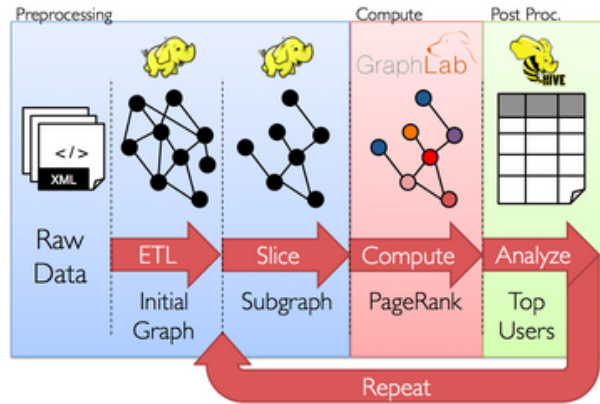 Preprocessing
Compute
Post Proc.
GraphLab
HIVE
</>
XML
Raw
Data
ETL
Slice
Compute
Analyze
Initial
Graph
Subgraph
PageRank
Top
Users
Repeat